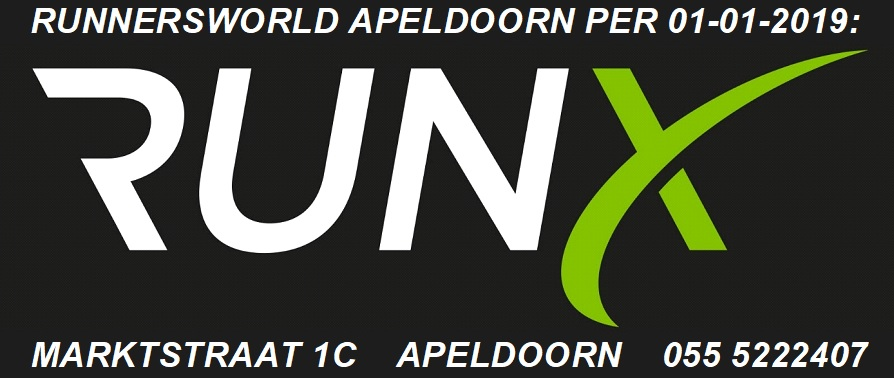 RUNNERSWORLD APELDOORN PER 01-01-2019:
RUNX
MARKTSTRAAT 1C APELDOORN 055 5222407